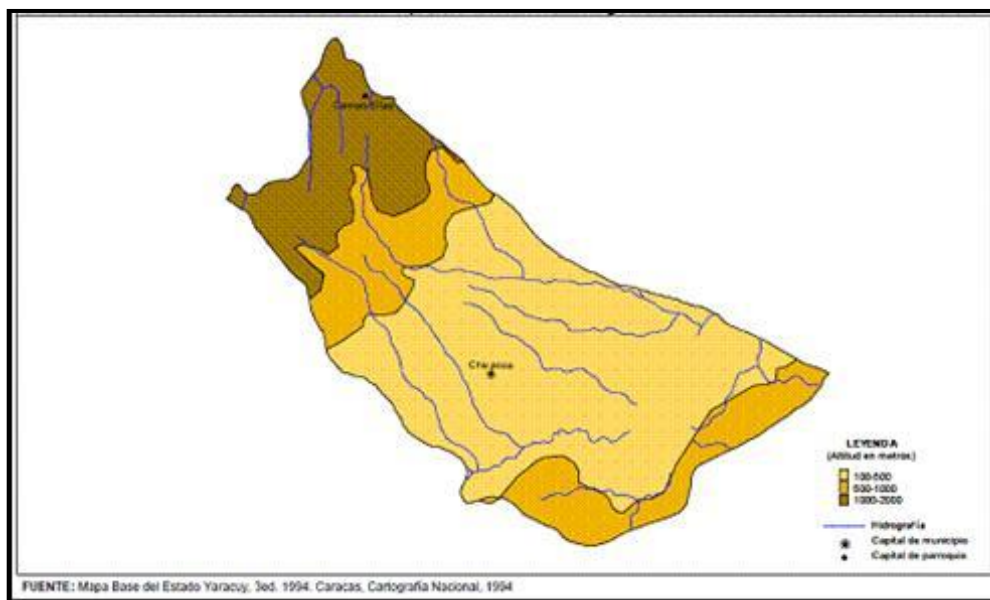 Chivacoa
LEYENDA
(Altitud en metros)
100-500
500-1000
1000-2000
Hidrografía
Capital de municipio
Capital de parroquia
FUENTE: Mapa Base del Estado Yaracuy, 3ed. 1994. Caracas, Cartografía Nacional, 1994